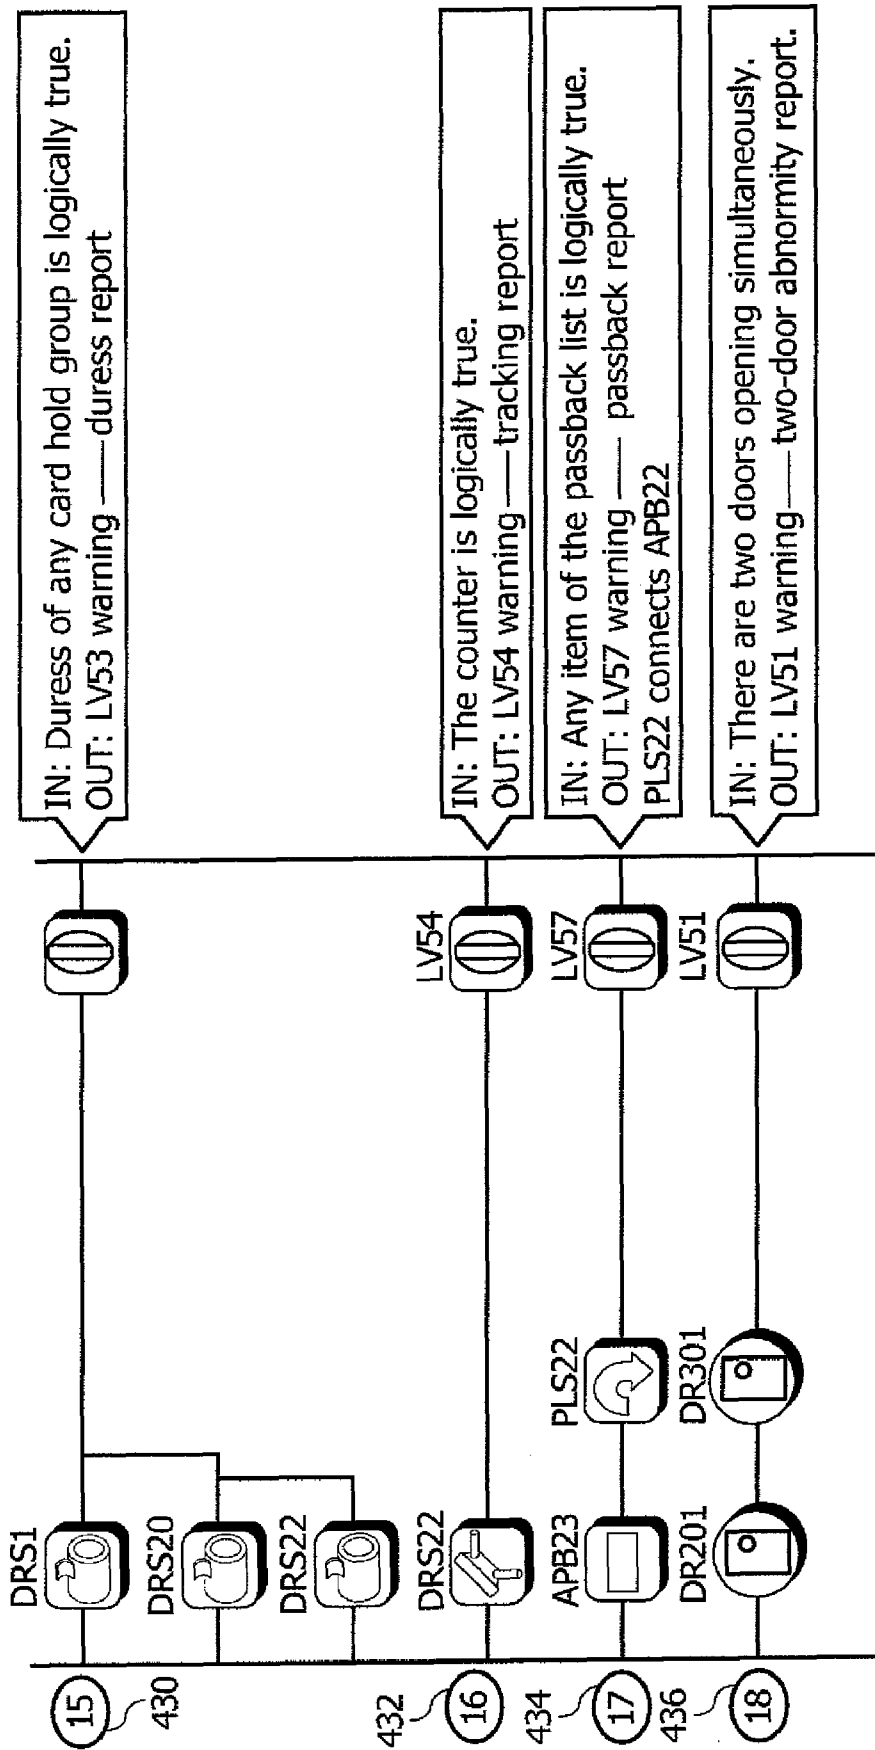 15
430
DRS1
DRS20
DRS22
IN: Duress of any card hold group is logically true.
OUT: LV53 warning — duress report
16
432
DRS22
LV54
IN: The counter is logically true.
OUT: LV54 warning — tracking report
17
434
APB23
PLS22
LV57
IN: Any item of the passback list is logically true.
OUT: LV57 warning — passback report
PLS22 connects APB22
18
436
DR201
DR301
LV51
IN: There are two doors opening simultaneously.
OUT: LV51 warning — two-door abnormity report.